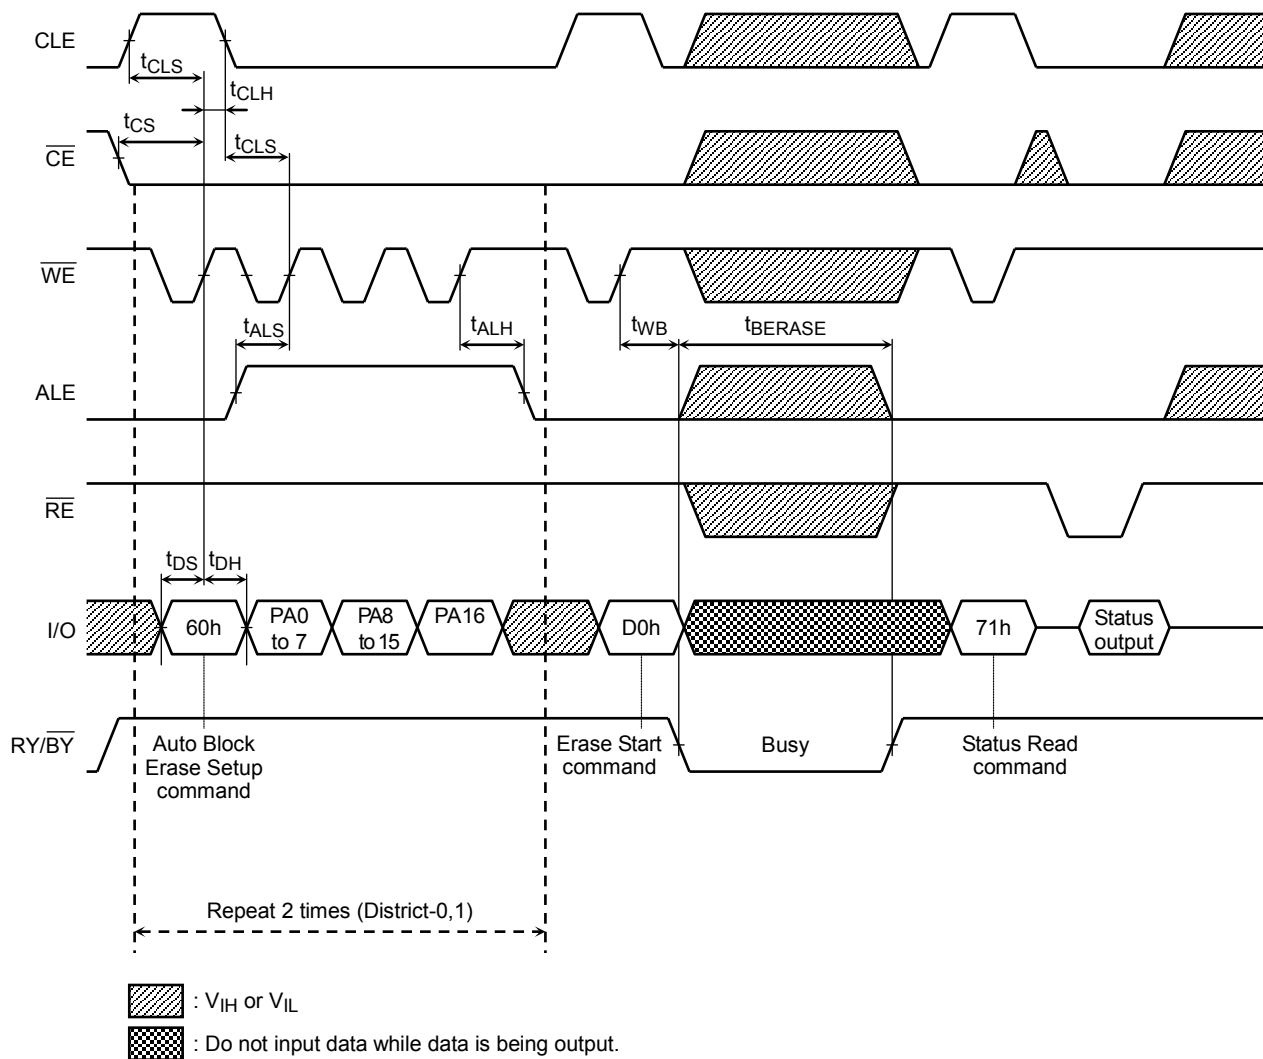 CLE
tCLS
tCLH
tCS
tCLS
CE
WE
tALS
tALH
tWB
tBERASE
ALE
RE
tDS
tDH
I/O
60h
PA0
to 7
PA8
to 15
PA16
D0h
71h
Status
output
RY/BY
Auto Block
Erase Setup
command
Erase Start
command
Busy
Status Read
command
Repeat 2 times (District-0,1)
: VIH or VIL
: Do not input data while data is being output.